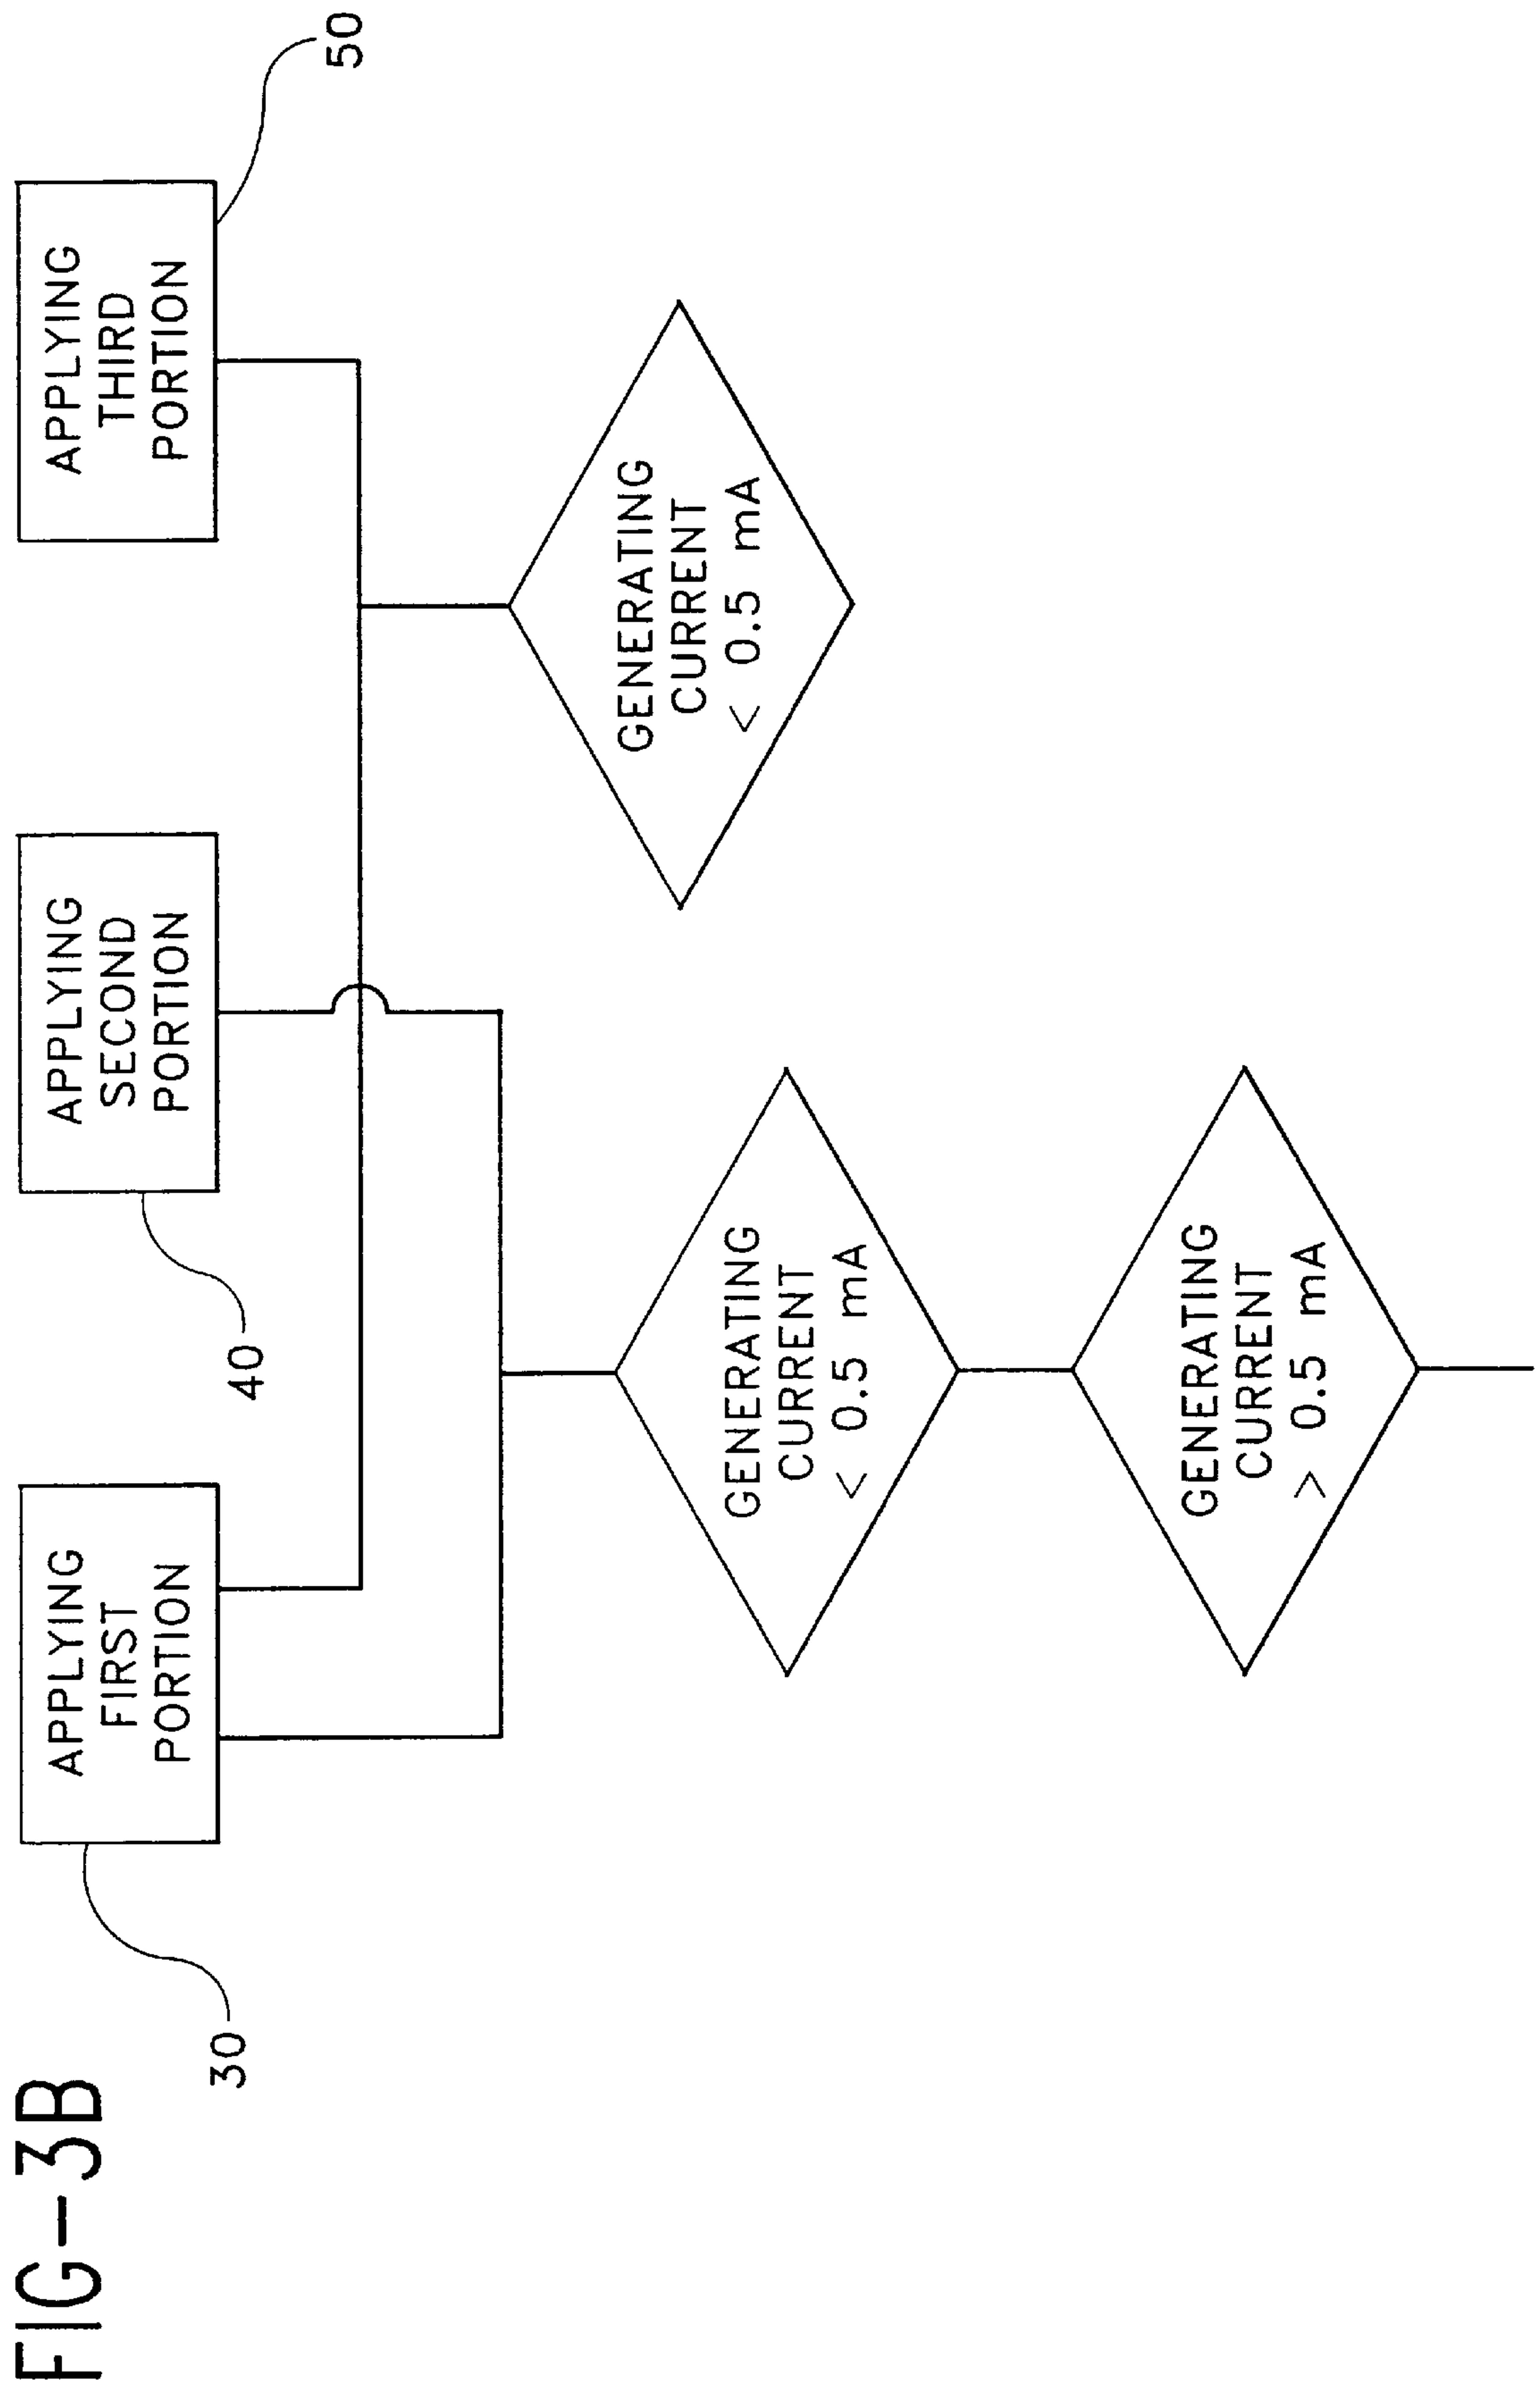 FIG-3B
30
APPLYING
FIRST
PORTION
40
APPLYING
SECOND
PORTION
APPLYING
THIRD
PORTION
50
GENERATING
CURRENT
< 0.5 mA
GENERATING
CURRENT
< 0.5 mA
GENERATING
CURRENT
> 0.5 mA